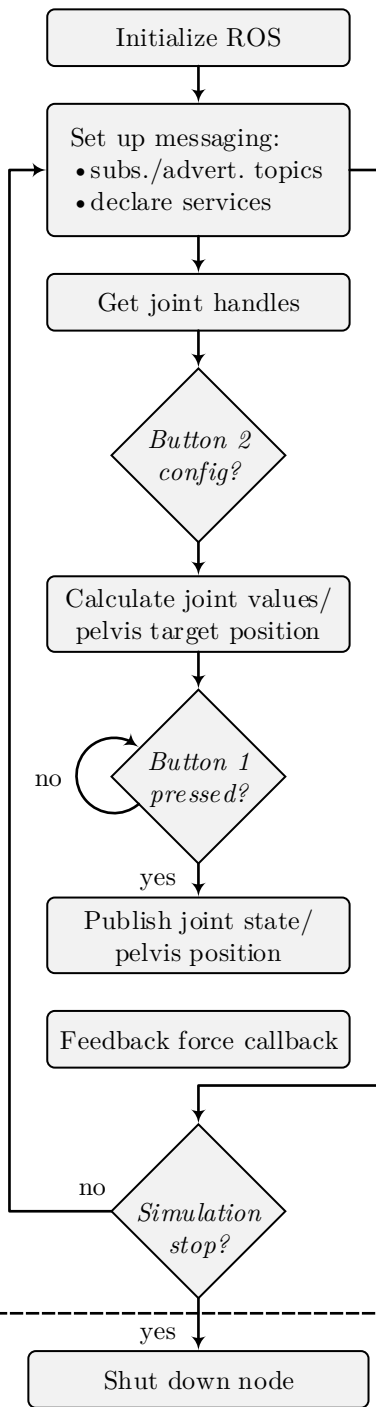 Initialize ROS
Set up messaging:
• subs./advert. topics
• declare services
Get joint handles
Button 2
config?
Calculate joint values/
pelvis target position
Button 1
pressed?
no
yes
Publish joint state/
pelvis position
Feedback force callback
no
Simulation
stop?
yes
Shut down node